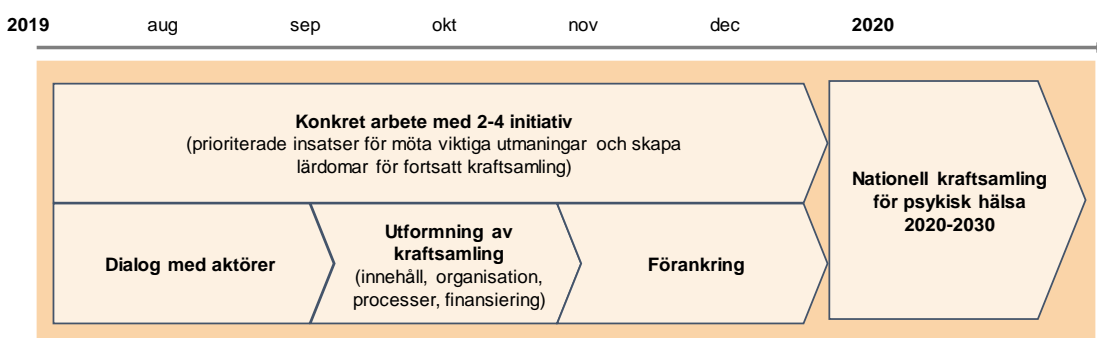 2019 aug sep okt nov dec 2020
Konkret arbete med 2-4 initiativ
(prioriterade insatser för möta viktiga utmaningar och skapa
lärdomar för fortsatt kraftsamling)
Dialog med aktörer
Utformning av
kraftsamling
(innehåll, organisation,
processer, finansiering)
Förankring
Nationell kraftsamling
för psykisk hälsa
2020-2030